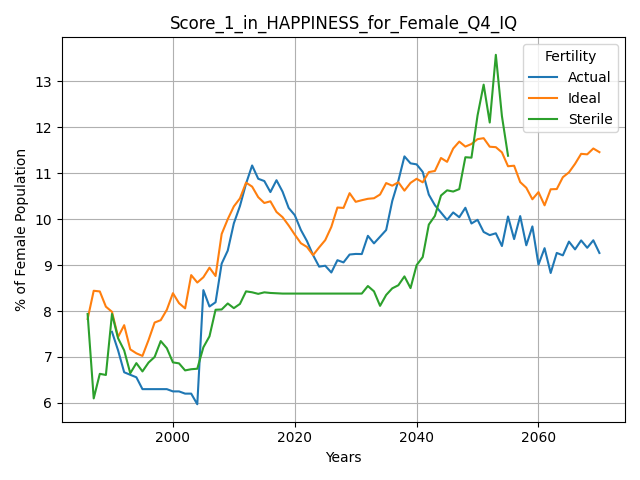 Score_1_in_HAPPINESS_for_Female_Q4_IQ
Fertility
Actual
Ideal
Sterile
% of Female Population
13
12
11
10
9
8
7
6
2000 2020 2040 2060
Years